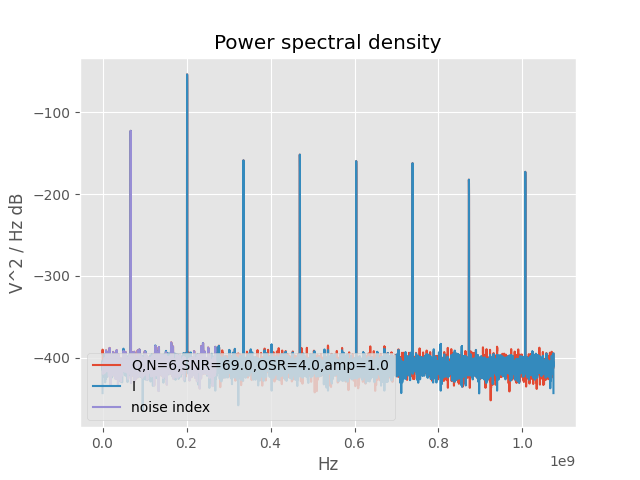 Power spectral density
V^2 / Hz dB
−100
−200
−300
−400
Q,N=6,SNR=69.0,OSR=4.0,amp=1.0
I
noise index
0.0 0.2 0.4 0.6 0.8 1.0
1e9
Hz